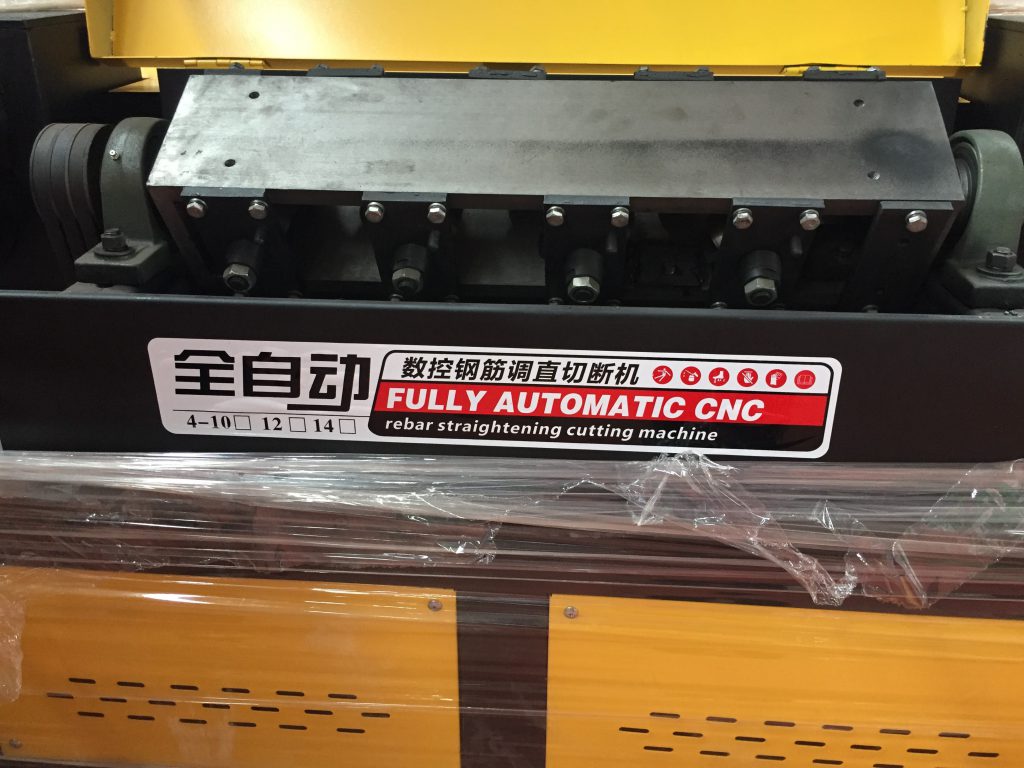 全自动
4-10□ 12□ 14□
数控钢筋调直切断机
FULLY AUTOMATIC CNC
rebar straightening cutting machine